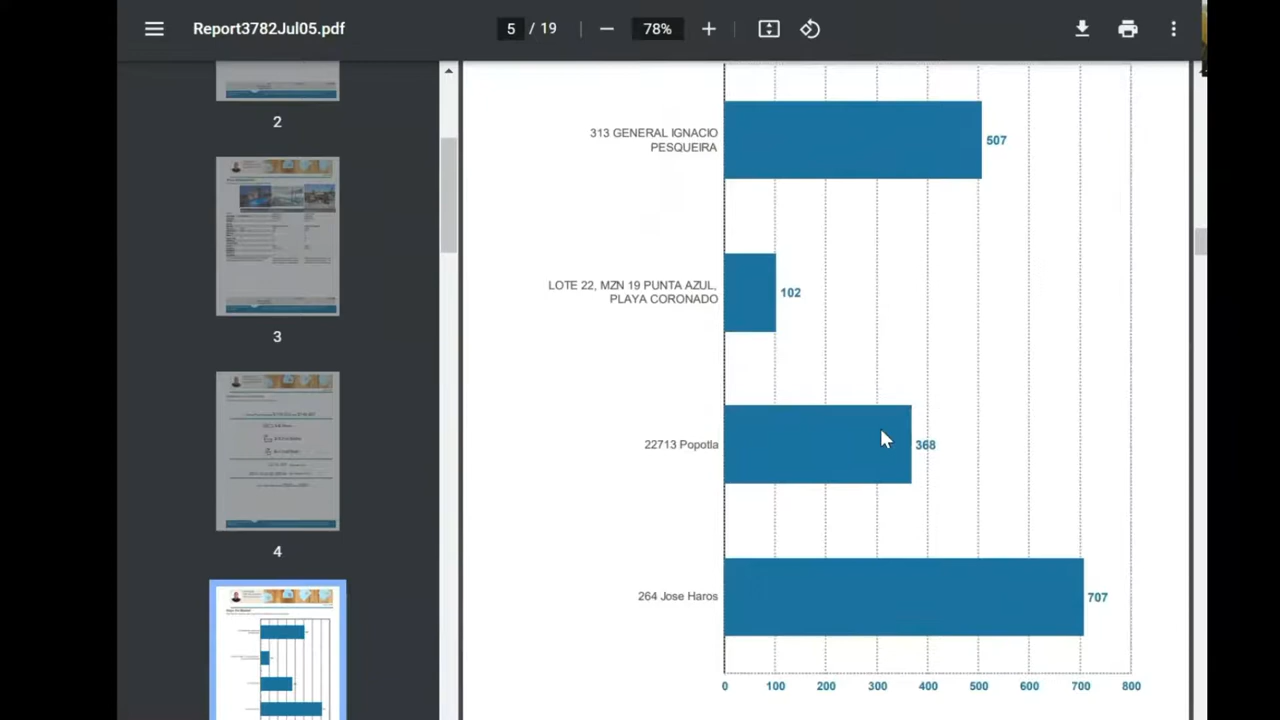 Report3782Jul05.pdf
5 / 19
78%
2
3
4
313 GENERAL IGNACIO
PESQUEIRA
507
LOTE 22, MZN 19 PUNTA AZUL,
PLAYA CORONADO
102
22713 Popotla
368
264 Jose Haros
707
0 100 200 300 400 500 600 700 800